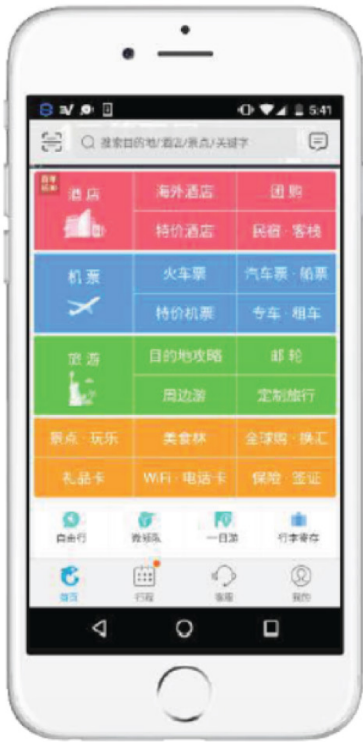 5:41
搜索目的地/酒店/景点/关键字
酒店
海外酒店
团购
特价酒店
民宿·客栈
机票
火车票
汽车票·船票
特价机票
专车·租车
旅游
目的地攻略
邮轮
周边游
定制旅行
景点·玩乐
美食林
全球购·换汇
礼品卡
WiFi·电话卡
保险·签证
自由行
微领队
一日游
行李寄存
首页
行程
客服
我的